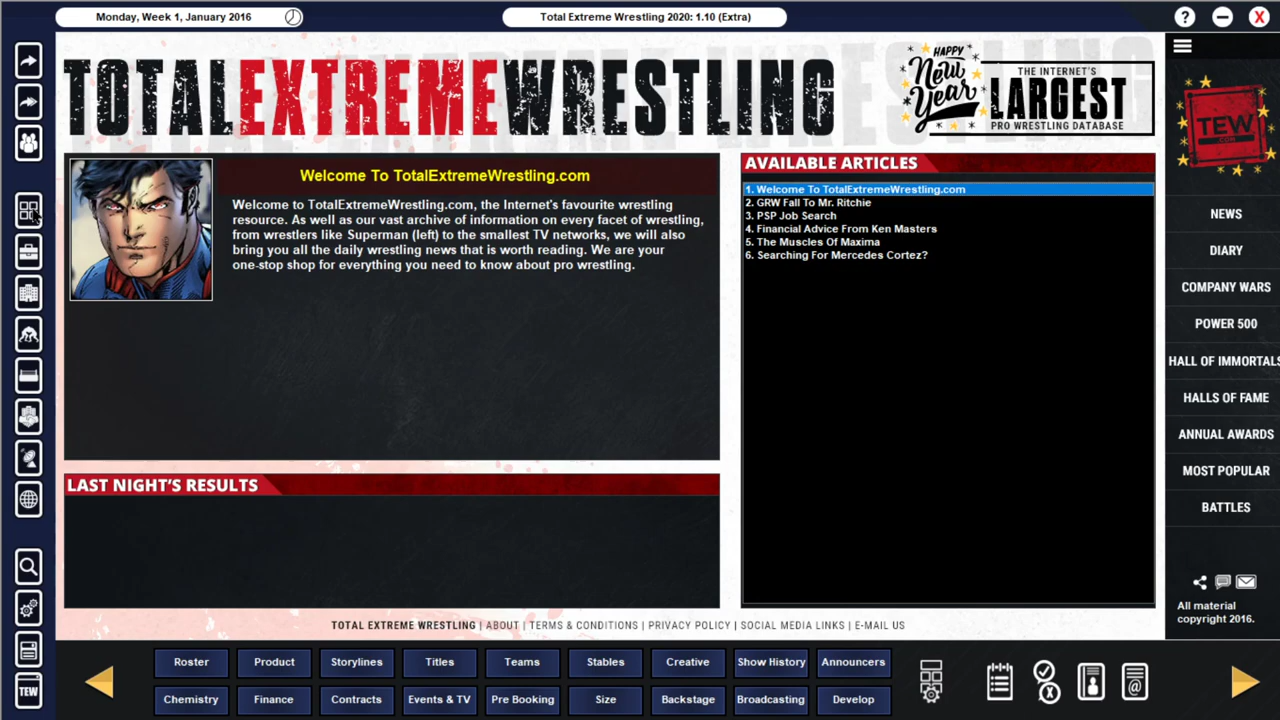 Monday, Week 1, January 2016
Total Extreme Wrestling 2020: 1.10 (Extra)
?
X
TOTALEXTREMEWRESTLING
HAPPY
New
Year
THE INTERNET'S
LARGEST
PRO WRESTLING DATABASE
TEW
.COM
Welcome To TotalExtremeWrestling.com
Welcome to TotalExtremeWrestling.com, the Internet's favourite wrestling
resource. As well as our vast archive of information on every facet of wrestling,
from wrestlers like Superman (left) to the smallest TV networks, we will also
bring you all the daily wrestling news that is worth reading. We are your
one-stop shop for everything you need to know about pro wrestling.
AVAILABLE ARTICLES
1. Welcome To TotalExtremeWrestling.com
2. GRW Fall To Mr. Ritchie
3. PSP Job Search
4. Financial Advice From Ken Masters
5. The Muscles Of Maxima
6. Searching For Mercedes Cortez?
NEWS
DIARY
COMPANY WARS
POWER 500
HALL OF IMMORTALS
HALLS OF FAME
ANNUAL AWARDS
MOST POPULAR
BATTLES
All material
copyright 2016.
LAST NIGHT'S RESULTS
TOTAL EXTREME WRESTLING | ABOUT | TERMS & CONDITIONS | PRIVACY POLICY | SOCIAL MEDIA LINKS | E-MAIL US
TEW
Roster Product Storylines Titles Teams Stables Creative Show History Announcers
Chemistry Finance Contracts Events & TV Pre Booking Size Backstage Broadcasting Develop
@